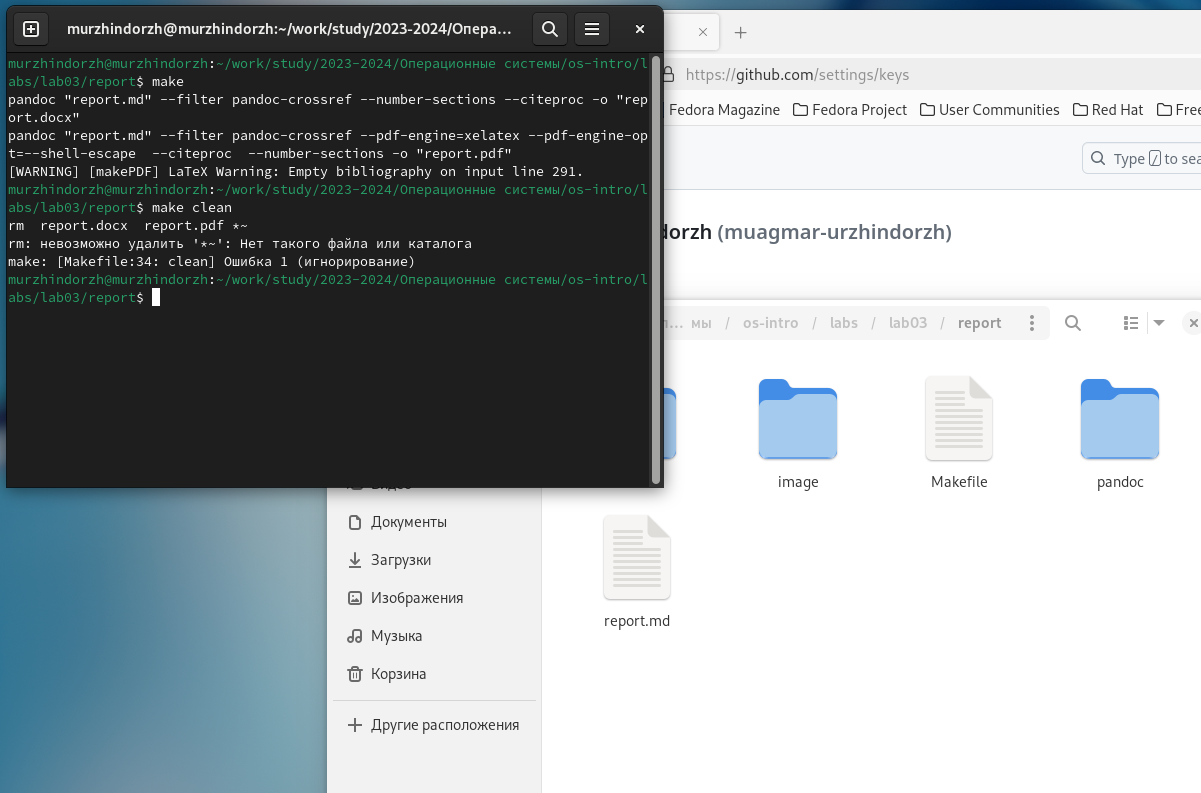 murzhindorzh@murzhindorzh:~/work/study/2023-2024/Опера...
murzhindorzh@murzhindorzh:~/work/study/2023-2024/Операционные системы/os-intro/l
abs/lab03/report$ make
pandoc "report.md" --filter pandoc-crossref --number-sections --citeproc -o "rep
ort.docx"
pandoc "report.md" --filter pandoc-crossref --pdf-engine=xelatex --pdf-engine-op
t=--shell-escape  --citeproc  --number-sections -o "report.pdf"
[WARNING] [makePDF] LaTeX Warning: Empty bibliography on input line 291.
murzhindorzh@murzhindorzh:~/work/study/2023-2024/Операционные системы/os-intro/l
abs/lab03/report$ make clean
rm  report.docx  report.pdf *~
rm: невозможно удалить '*~': Нет такого файла или каталога
make: [Makefile:34: clean] Ошибка 1 (игнорирование)
murzhindorzh@murzhindorzh:~/work/study/2023-2024/Операционные системы/os-intro/l
abs/lab03/report$
https://github.com/settings/keys
Fedora Magazine Fedora Project User Communities Red Hat Free
Type / to sea
dorzh (muagmar-urzhindorzh)
мы / os-intro / labs / lab03 / report
image
Makefile
pandoc
report.md
Видео
Документы
Загрузки
Изображения
Музыка
Корзина
Другие расположения